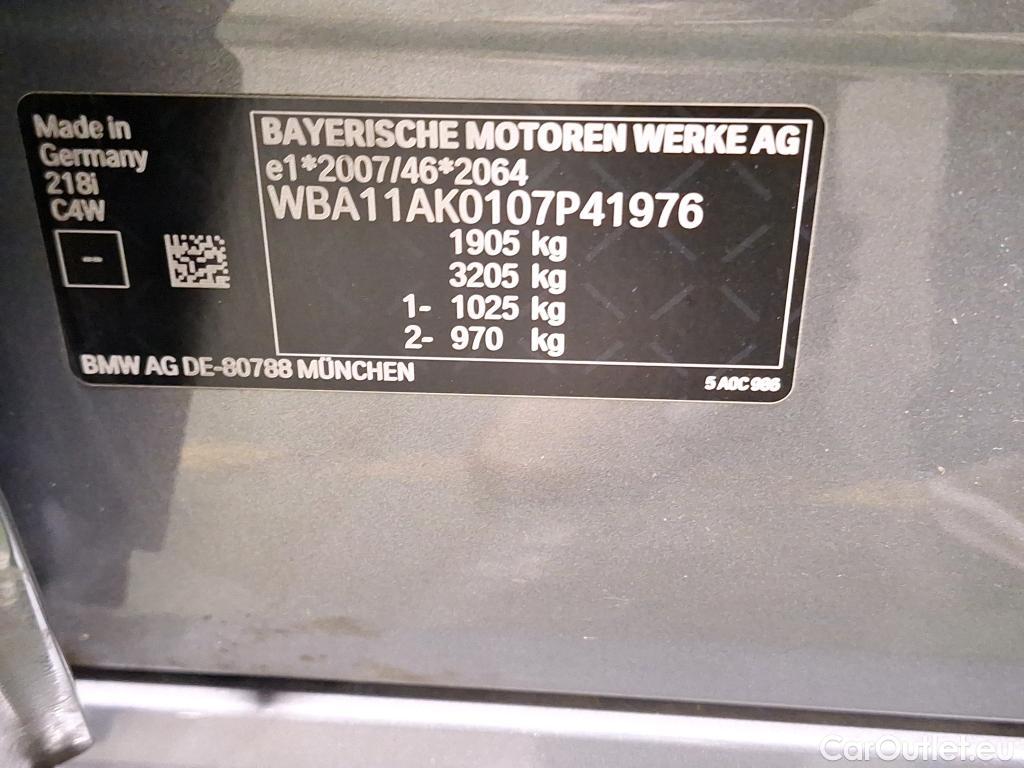 Made in
Germany
218i
C4W
--
BAYERISCHE MOTOREN WERKE AG
e1*2007/46*2064
WBA11AK0107P41976
1905 kg
3205 kg
1- 1025 kg
2- 970 kg
BMW AG DE-80788 MÜNCHEN
5 A0C 986
CarOutlet.eu